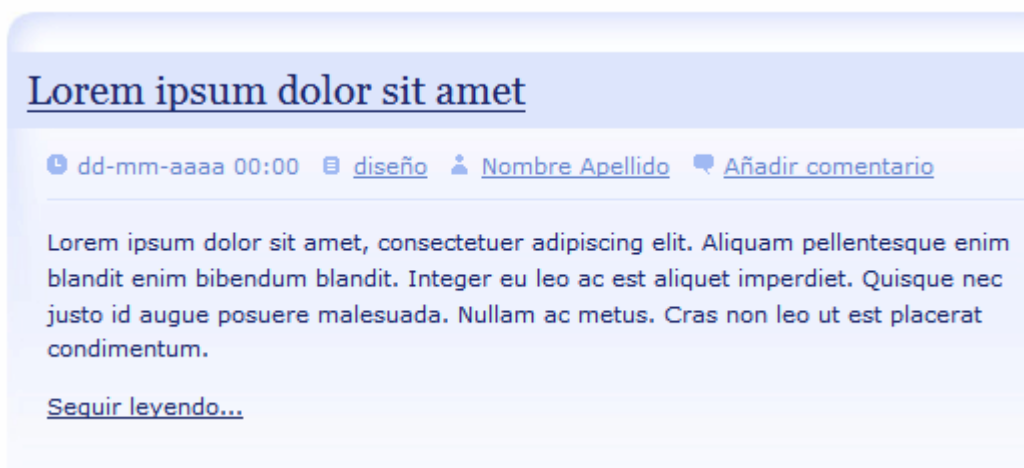 Lorem ipsum dolor sit amet
dd-mm-aaaa 00:00 diseño Nombre Apellido Añadir comentario
Lorem ipsum dolor sit amet, consectetuer adipiscing elit. Aliquam pellentesque enim
blandit enim bibendum blandit. Integer eu leo ac est aliquet imperdiet. Quisque nec
justo id augue posuere malesuada. Nullam ac metus. Cras non leo ut est placerat
condimentum.
Seguir leyendo...